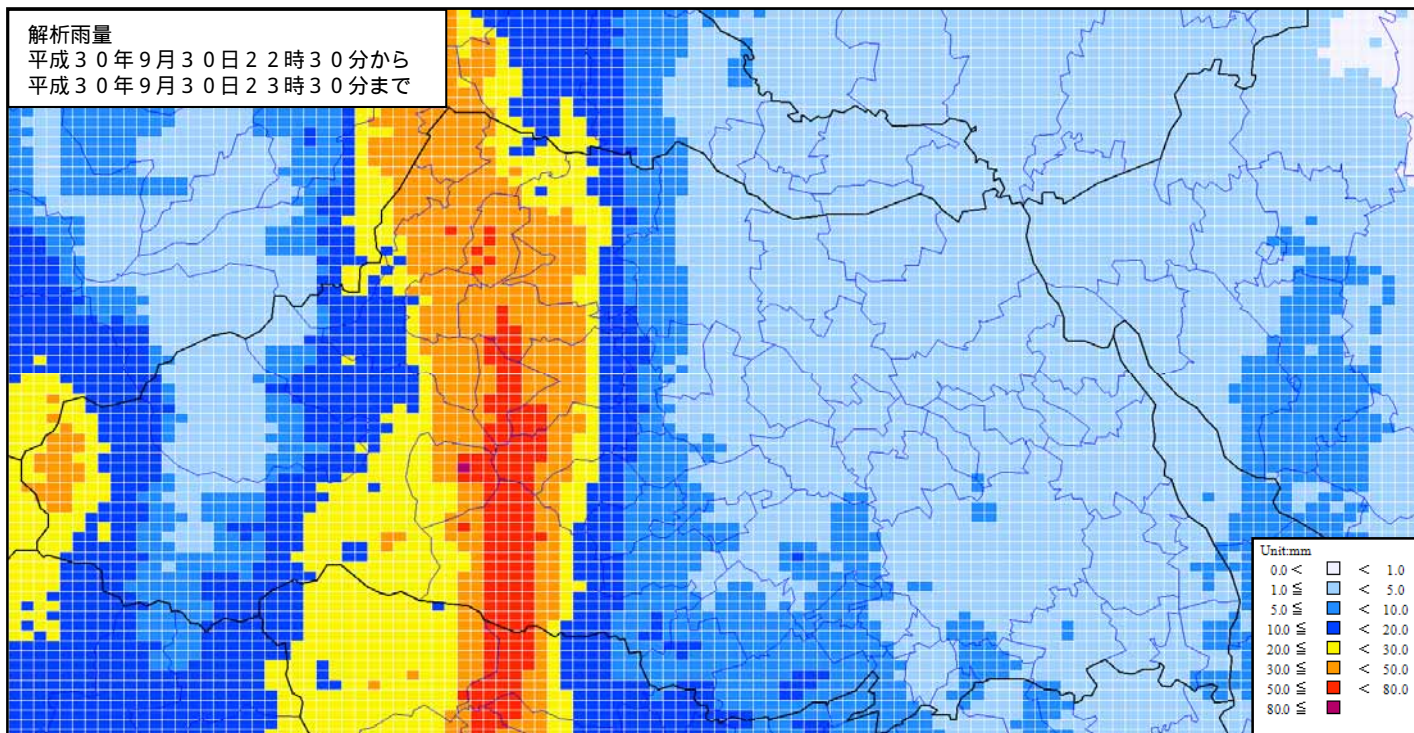 解析雨量
平成３０年９月３０日２２時３０分から
平成３０年９月３０日２３時３０分まで
Unit:mm
0.0 < < 1.0
1.0 ≦ < 5.0
5.0 ≦ < 10.0
10.0 ≦ < 20.0
20.0 ≦ < 30.0
30.0 ≦ < 50.0
50.0 ≦ < 80.0
80.0 ≦